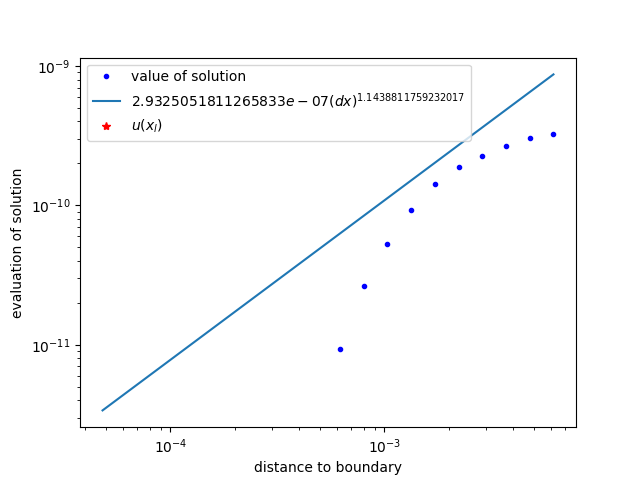 10⁻⁹
value of solution
2.9325051811265833e − 07(dx)¹·¹⁴³⁸⁸¹¹⁷⁵⁹²³²⁰¹⁷
u(xₗ)
evaluation of solution
10⁻¹⁰
10⁻¹¹
10⁻⁴
10⁻³
distance to boundary